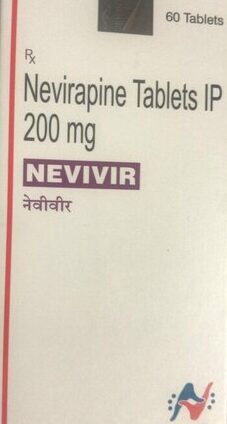 60 Tablets
Rx
Nevirapine Tablets IP
200 mg
NEVIVIR
नेवीवीर